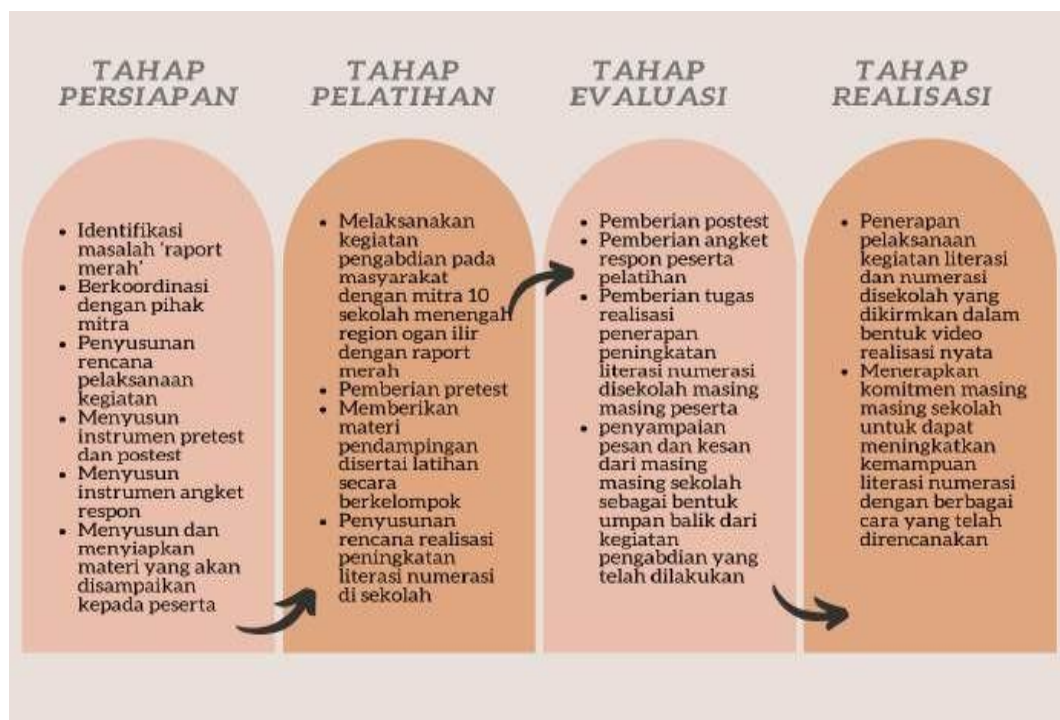 TAHAP
PERSIAPAN
• Identifikasi
masalah 'raport
merah'
• Berkoordinasi
dengan pihak
mitra
• Penyusunan
rencana
pelaksanaan
kegiatan
• Menyusun
instrumen pretest
dan postest
• Menyusun
instrumen angket
respon
• Menyusun dan
menyiapkan
materi yang akan
disampaikan
kepada peserta
TAHAP
PELATIHAN
• Melaksanakan
kegiatan
pengabdian pada
masyarakat
dengan mitra 10
sekolah menengah
region ogan ilir
dengan raport
merah
• Pemberian pretest
• Memberikan
materi
pendampingan
disertai latihan
secara
berkelompok
• Penyusunan
rencana realisasi
peningkatan
literasi numerasi
di sekolah
TAHAP
EVALUASI
• Pemberian postest
• Pemberian angket
respon peserta
pelatihan
• Pemberian tugas
realisasi
penerapan
peningkatan
literasi numerasi
disekolah masing
masing peserta
• penyampaian
pesan dan kesan
dari masing
masing sekolah
sebagai bentuk
umpan balik dari
kegiatan
pengabdian yang
telah dilakukan
TAHAP
REALISASI
• Penerapan
pelaksanaan
kegiatan literasi
dan numerasi
disekolah yang
dikirmkan dalam
bentuk video
realisasi nyata
• Menerapkan
komitmen masing
masing sekolah
untuk dapat
meningkatkan
kemampuan
literasi numerasi
dengan berbagai
cara yang telah
direncanakan